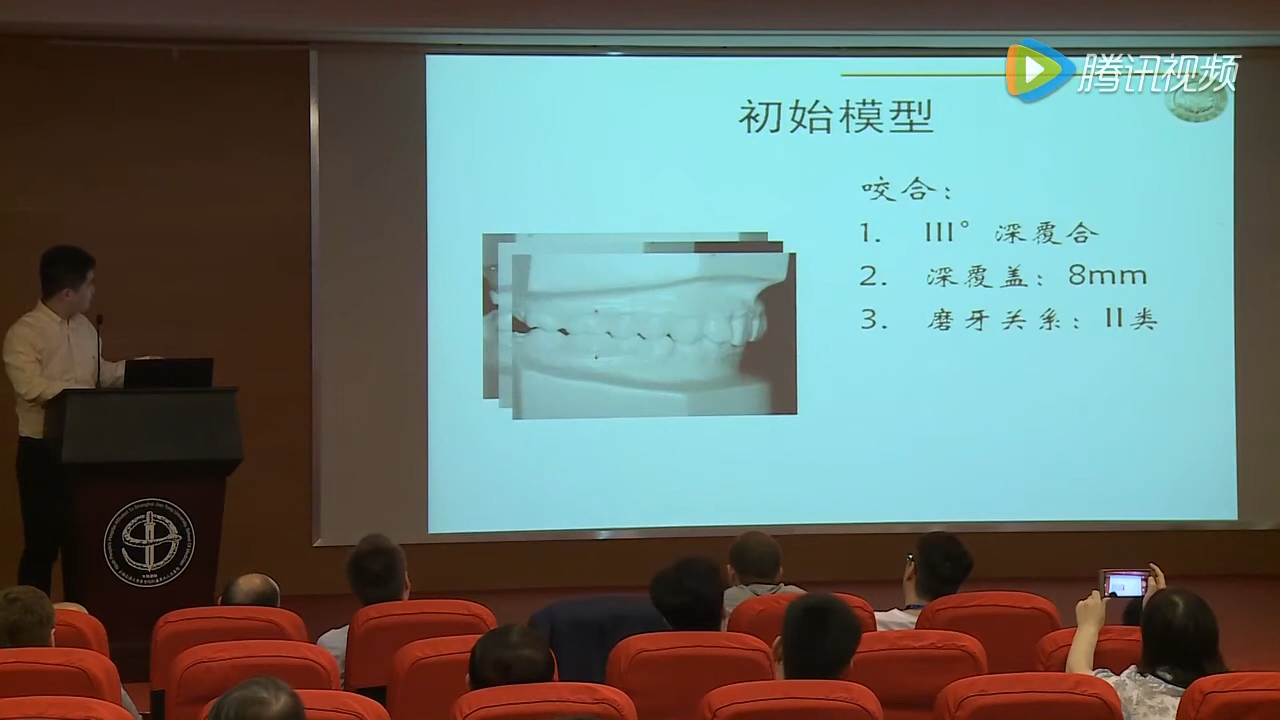 腾讯视频
初始模型
咬合：
1. III°深覆合
2. 深覆盖：8mm
3. 磨牙关系：II类